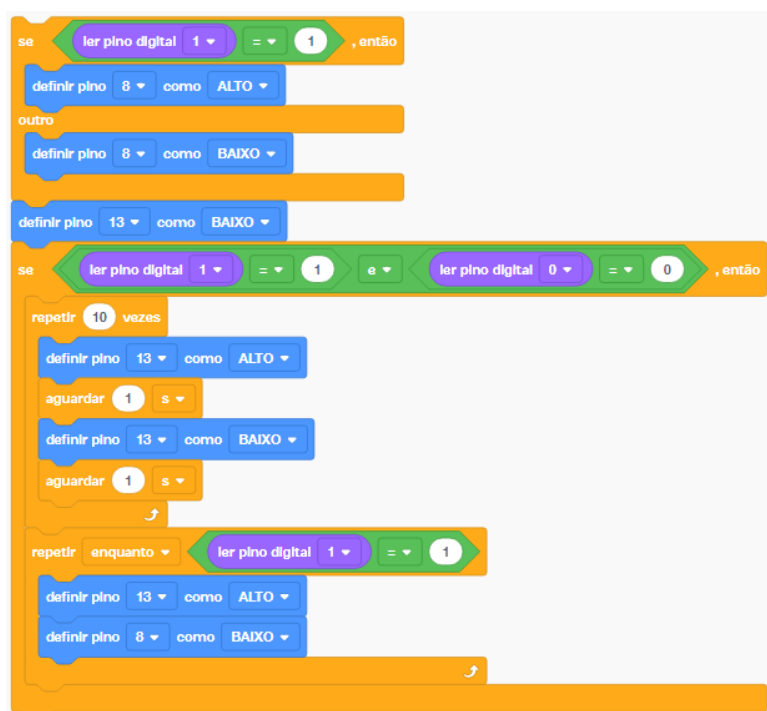 se ler pino digital 1 = 1 , então
definir pino 8 como ALTO
outro
definir pino 8 como BAIXO
definir pino 13 como BAIXO
se ler pino digital 1 = 1 e ler pino digital 0 = 0 , então
repetir 10 vezes
definir pino 13 como ALTO
aguardar 1 s
definir pino 13 como BAIXO
aguardar 1 s
repetir enquanto ler pino digital 1 = 1
definir pino 13 como ALTO
definir pino 8 como BAIXO